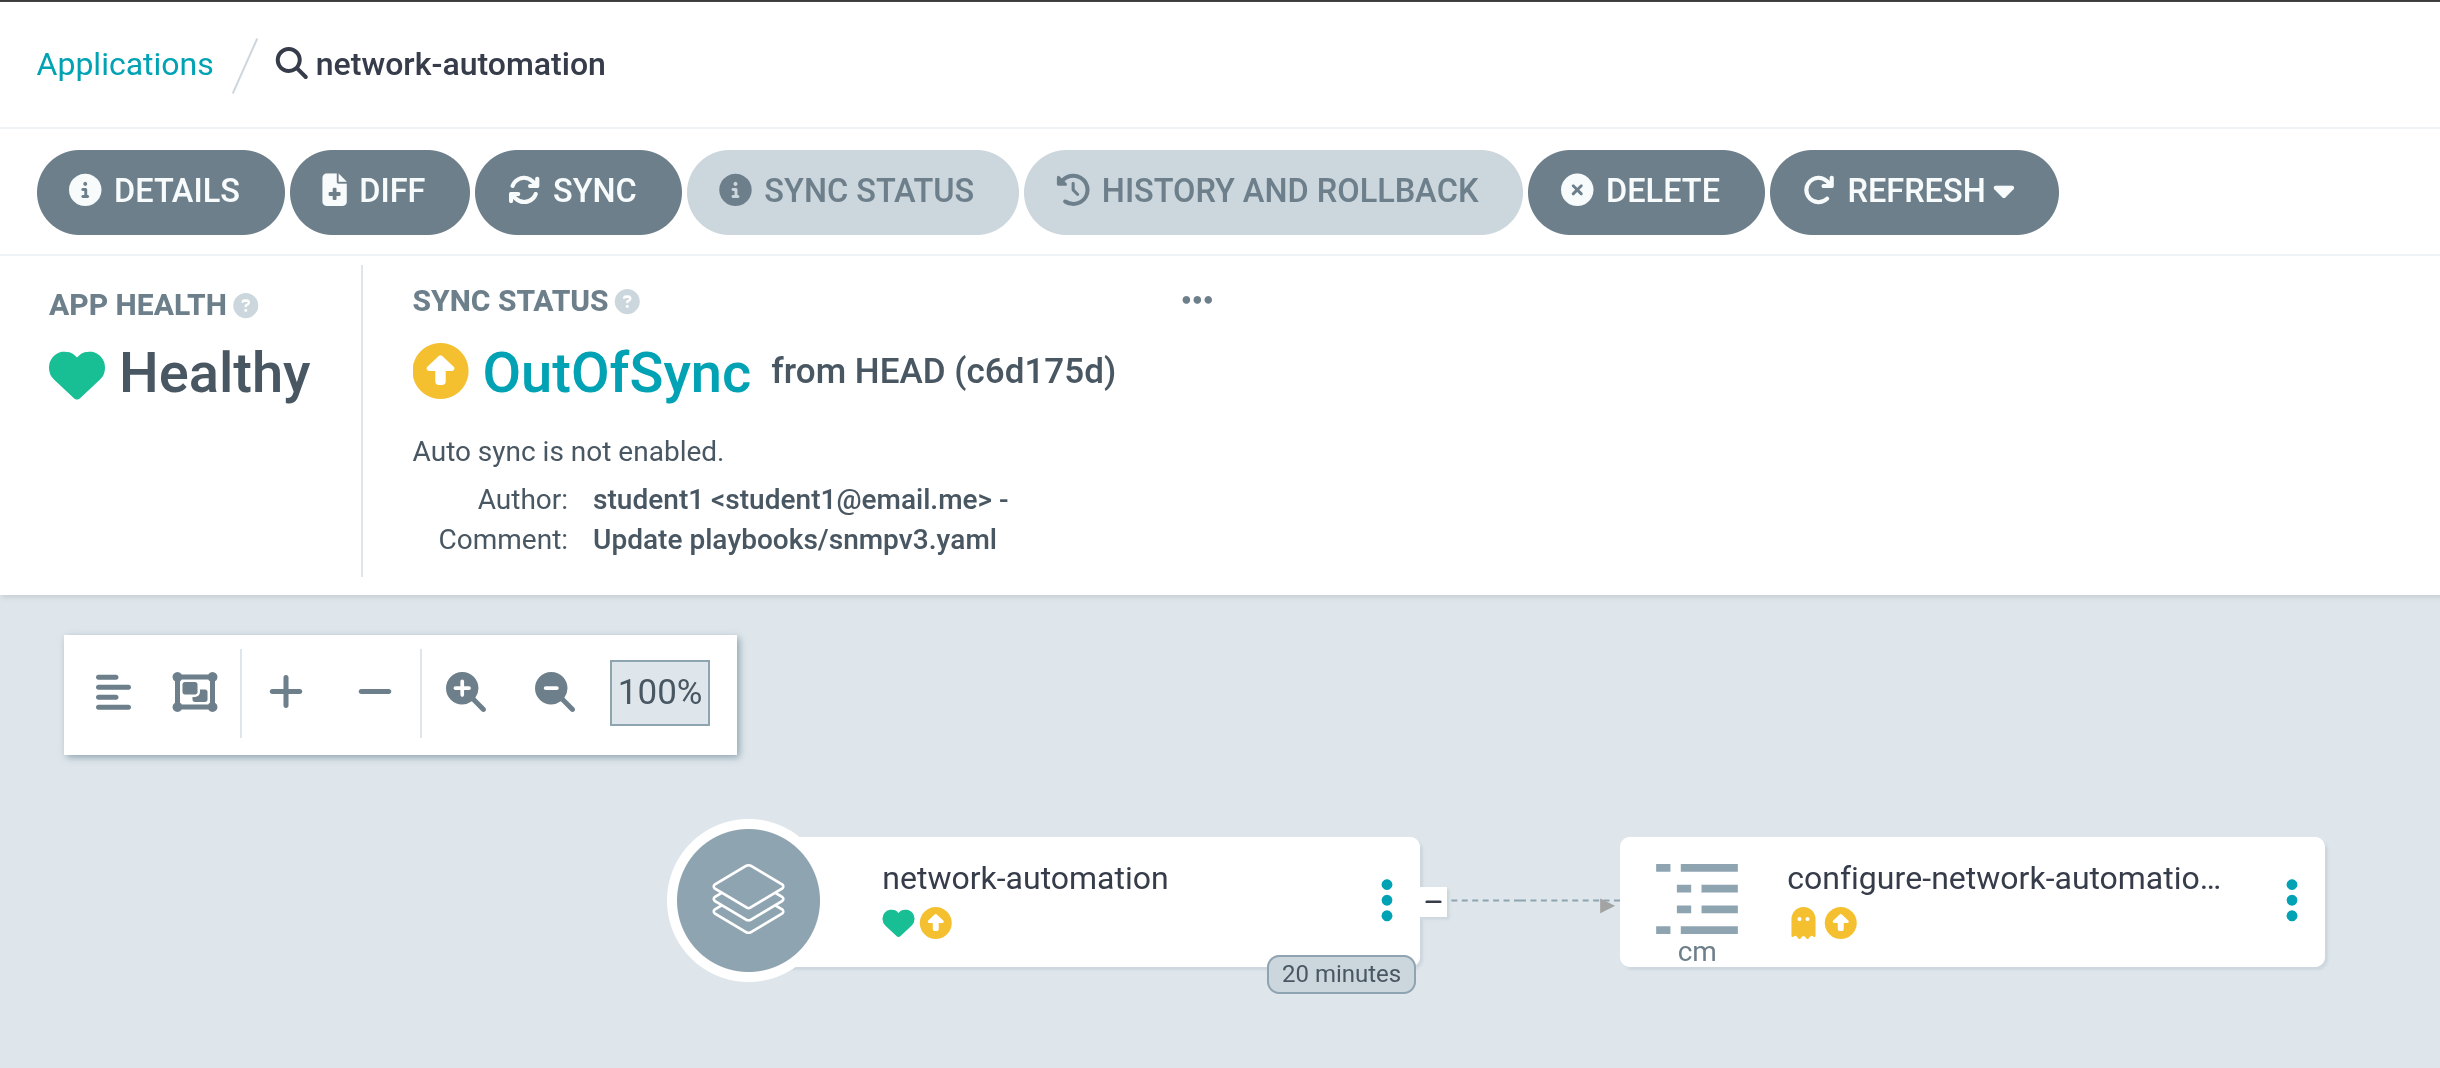 Applications / network-automation
DETAILS DIFF SYNC SYNC STATUS HISTORY AND ROLLBACK DELETE REFRESH
APP HEALTH ?
Healthy
SYNC STATUS ?
OutOfSync from HEAD (c6d175d)
Auto sync is not enabled.
Author: student1 <student1@email.me> -
Comment: Update playbooks/snmpv3.yaml
100%
network-automation
20 minutes
configure-network-automatio...
cm